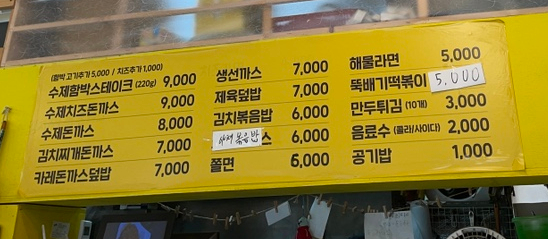 (함박 고기추가 5,000 / 치즈추가 1,000)
수제함박스테이크 (220g) 9,000
수제치즈돈까스 9,000
수제돈까스 8,000
김치찌개돈까스 7,000
카레돈까스덮밥 7,000
생선까스 7,000
제육덮밥 7,000
김치볶음밥 6,000
야채 볶음밥 스 6,000
쫄면 6,000
해물라면 5,000
뚝배기떡볶이 5,000
만두튀김 (10개) 3,000
음료수 (콜라/사이다) 2,000
공기밥 1,000